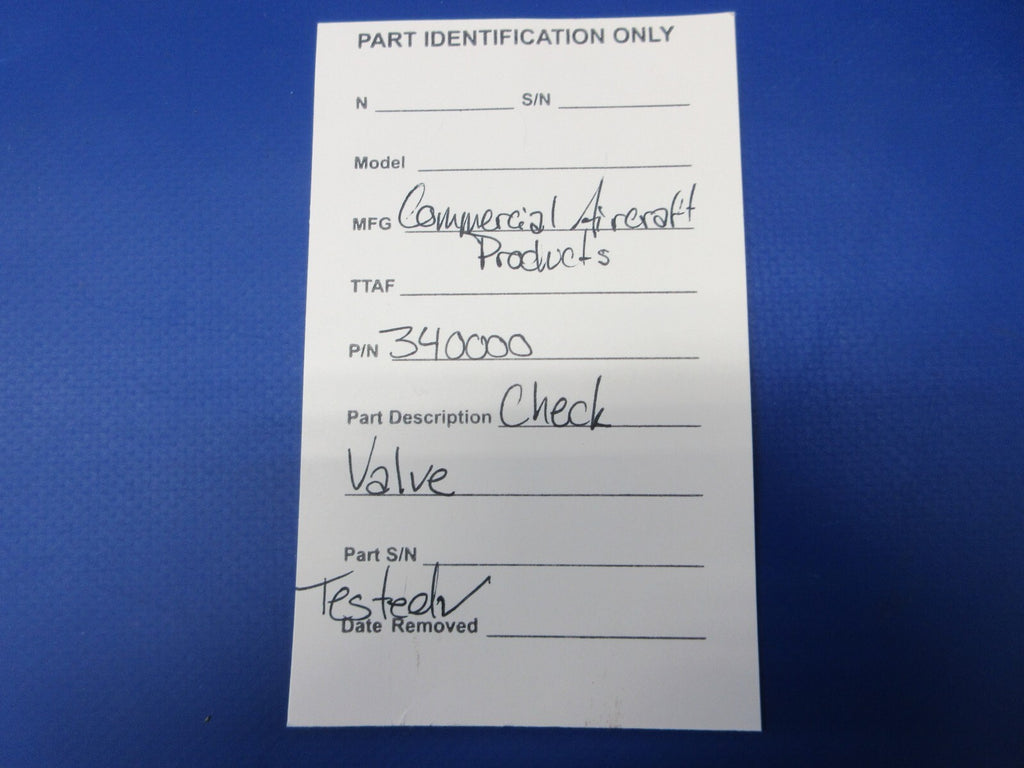 PART IDENTIFICATION ONLY
N S/N
Model
MFG Commercial Aircraft
Products
TTAF
P/N 340000
Part Description Check
Valve
Part S/N
Tested ✓
Date Removed